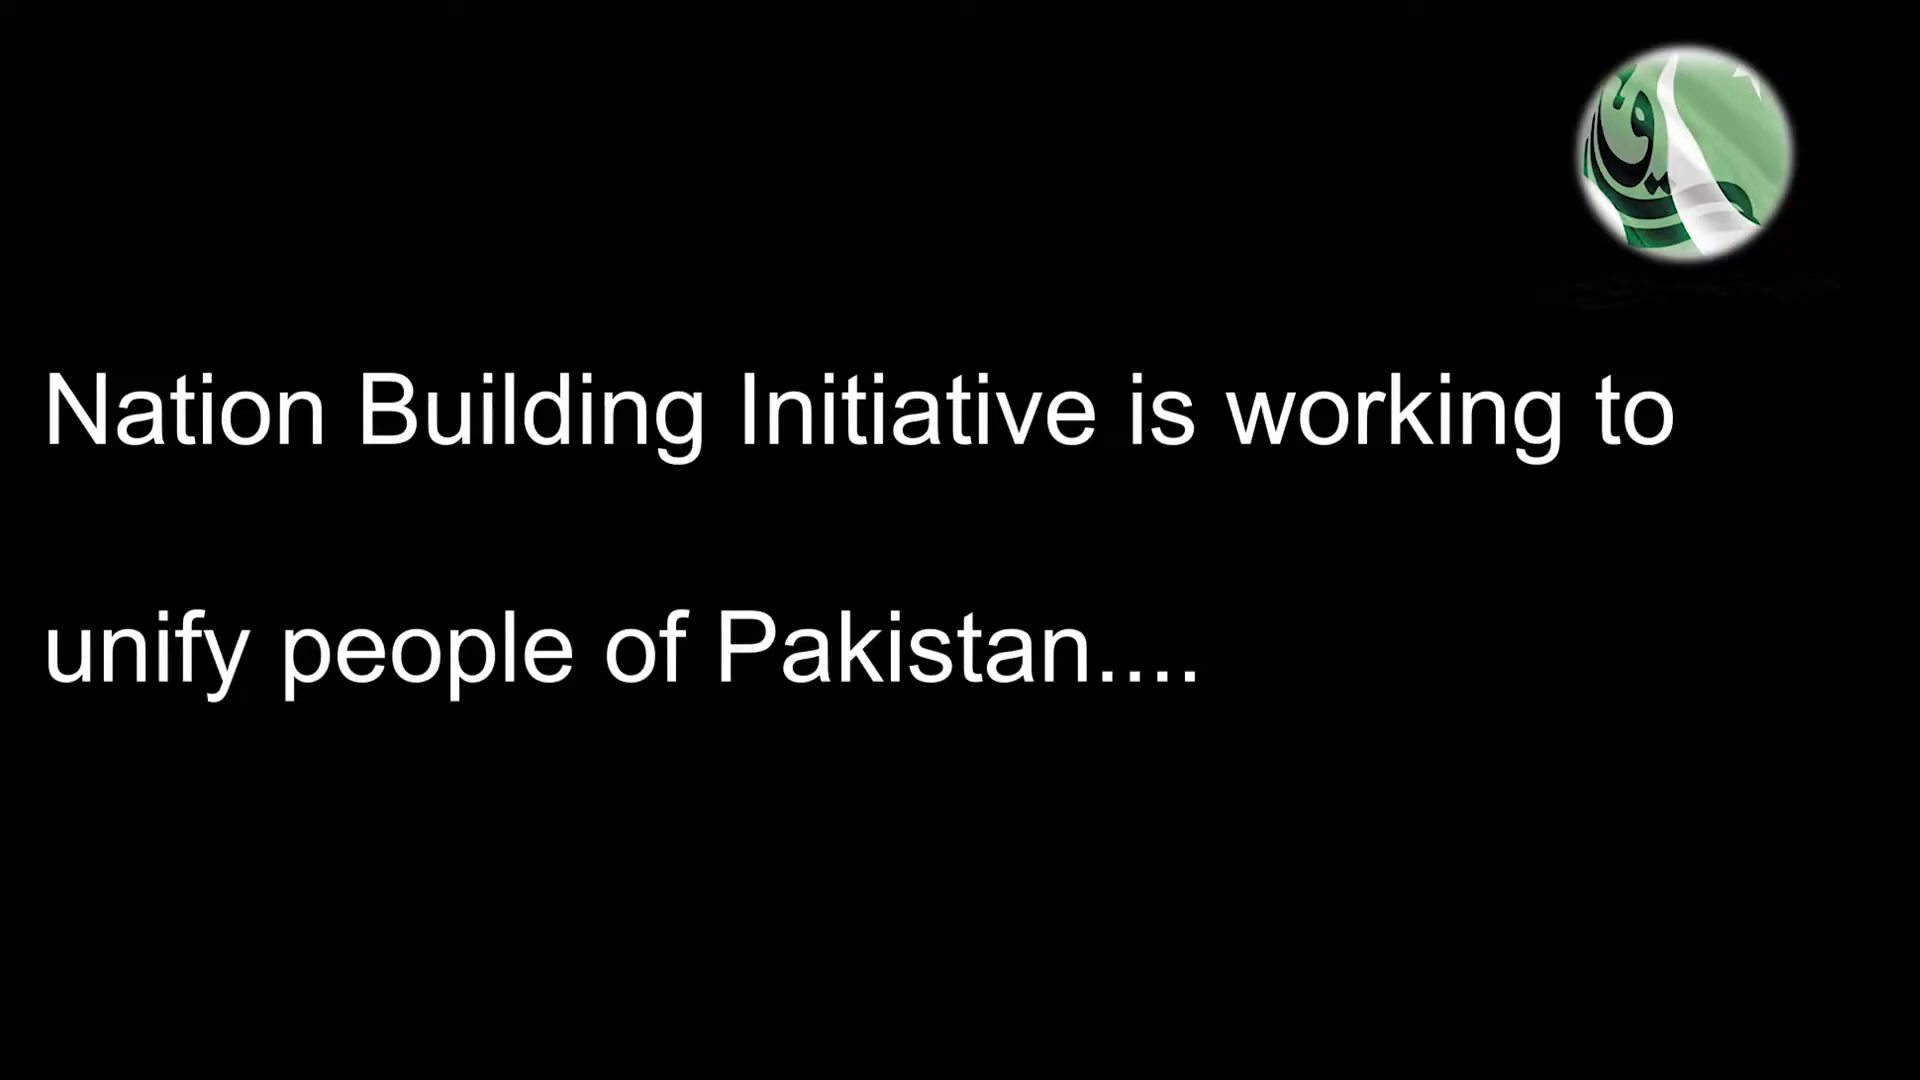 Nation Building Initiative is working to
unify people of Pakistan....